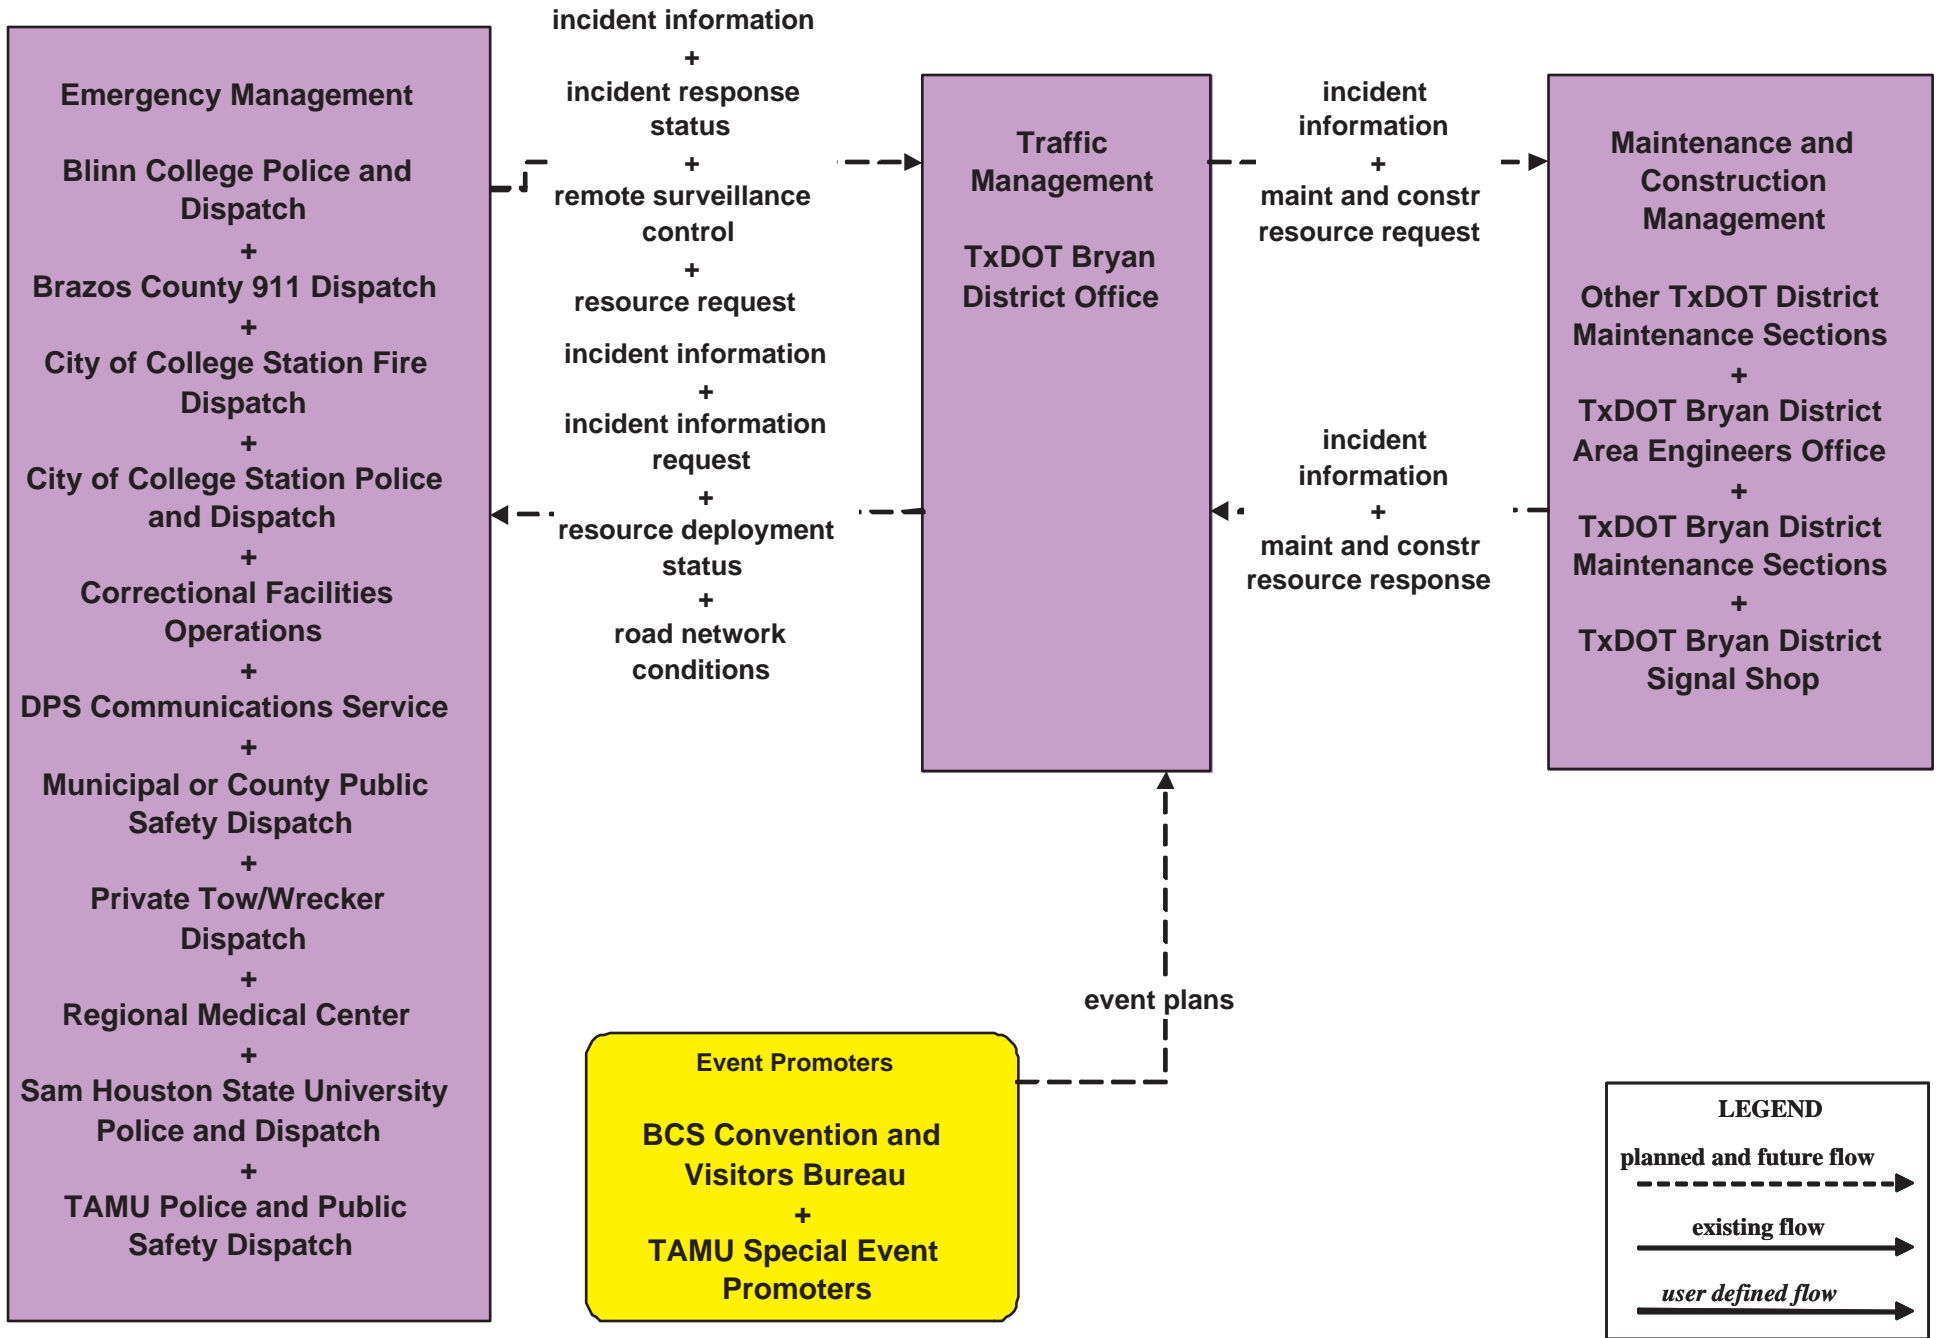 Emergency Management
Blinn College Police and
Dispatch
+
Brazos County 911 Dispatch
+
City of College Station Fire
Dispatch
+
City of College Station Police
and Dispatch
+
Correctional Facilities
Operations
+
DPS Communications Service
+
Municipal or County Public
Safety Dispatch
+
Private Tow/Wrecker
Dispatch
+
Regional Medical Center
+
Sam Houston State University
Police and Dispatch
+
TAMU Police and Public
Safety Dispatch
incident information
+
incident response
status
+
remote surveillance
control
+
resource request
incident information
+
incident information
request
+
resource deployment
status
+
road network
conditions
Traffic
Management
TxDOT Bryan
District Office
incident
information
+
maint and constr
resource request
incident
information
+
maint and constr
resource response
Maintenance and
Construction
Management
Other TxDOT District
Maintenance Sections
+
TxDOT Bryan District
Area Engineers Office
+
TxDOT Bryan District
Maintenance Sections
+
TxDOT Bryan District
Signal Shop
event plans
Event Promoters
BCS Convention and
Visitors Bureau
+
TAMU Special Event
Promoters
LEGEND
planned and future flow
existing flow
user defined flow